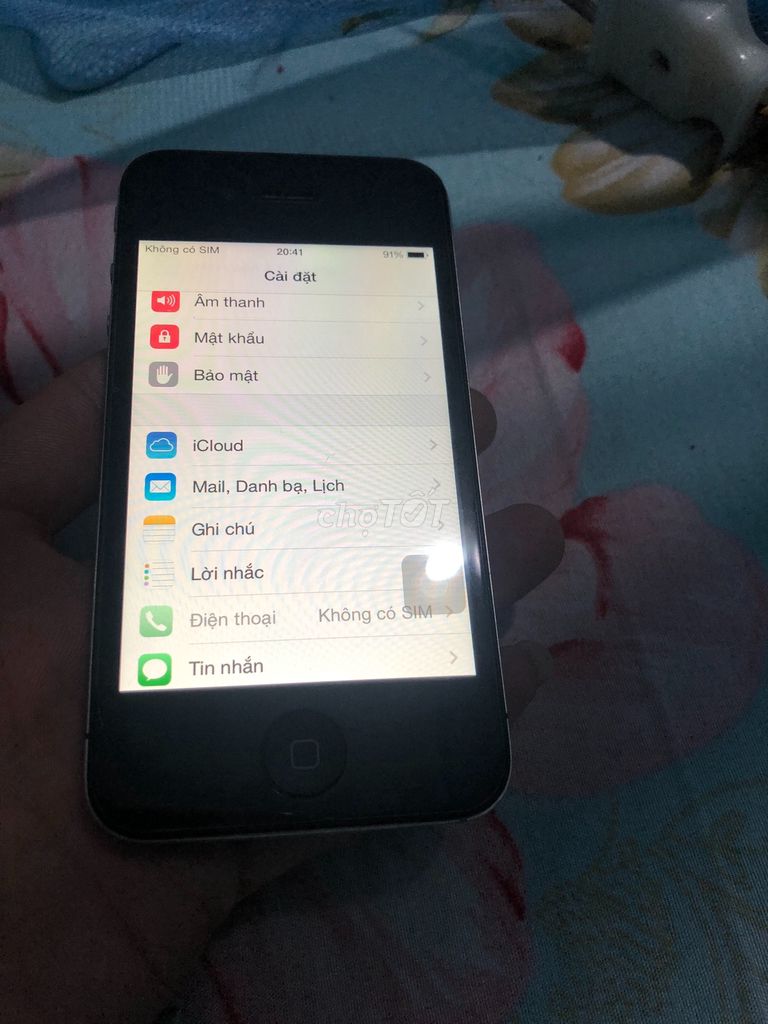 Không có SIM 20:41 91%
Cài đặt
Âm thanh
Mật khẩu
Bảo mật
iCloud
Mail, Danh bạ, Lịch
chợTỐT
Ghi chú
Lời nhắc
Điện thoại Không có SIM
Tin nhắn